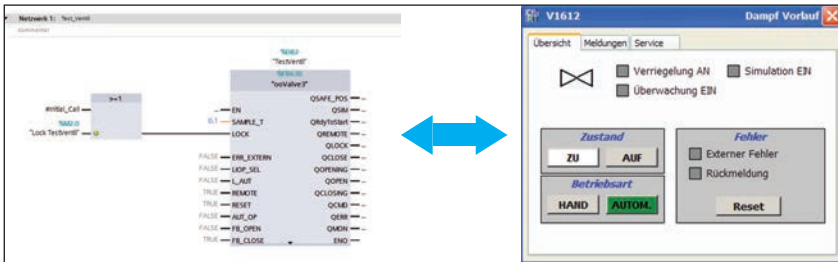 Netzwerk 1: Test_Ventil
Kommentar
"TestVentil"
"ooValve3"
>=1
#Initial_Call
"Lock TestVentil"
EN
0.1 SAMPLE_T
LOCK
FALSE ERR_EXTERN
FALSE LIOP_SEL
FALSE L_AUT
TRUE REMOTE
TRUE RESET
FALSE AUT_OP
FALSE FB_OPEN
TRUE FB_CLOSE
QSAFE_POS
QSIM
QRdyToStart
QREMOTE
QLOCK
QCLOSE
QOPENING
QOPEN
QCLOSING
QCMD
QERR
QMON
ENO
V1612 Dampf Vorlauf
Übersicht Meldungen Service
Verriegelung AN Simulation EIN
Überwachung EIN
Zustand
ZU AUF
Betriebsart
HAND AUTOM.
Fehler
Externer Fehler
Rückmeldung
Reset